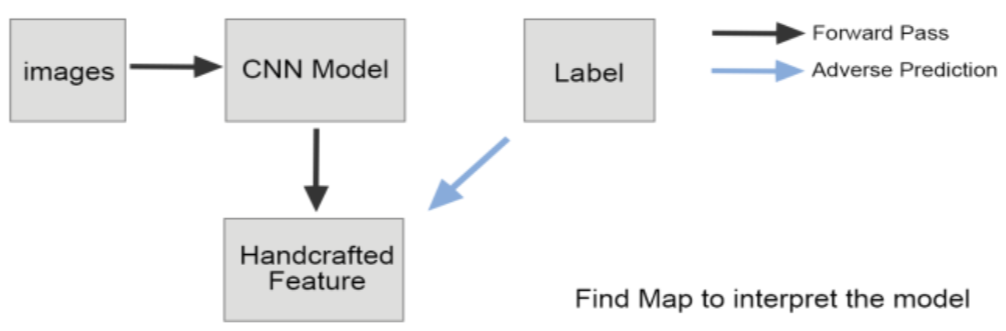 images
CNN Model
Label
Forward Pass
Adverse Prediction
Handcrafted
Feature
Find Map to interpret the model